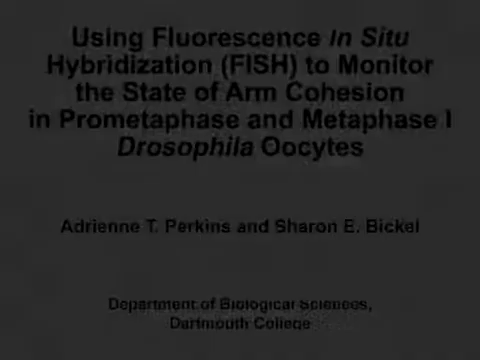 Using Fluorescence In Situ
Hybridization (FISH) to Monitor
the State of Arm Cohesion
in Prometaphase and Metaphase I
Drosophila Oocytes
Adrienne T. Perkins and Sharon E. Bickel
Department of Biological Sciences,
Dartmouth College